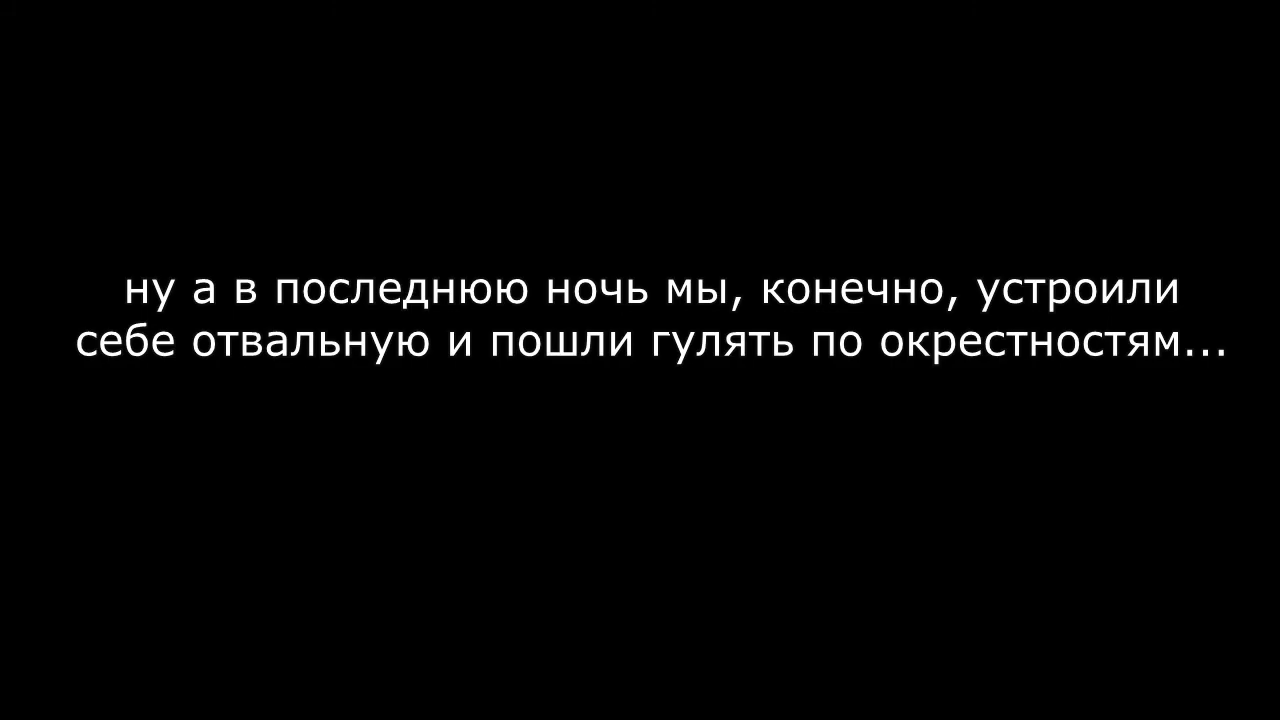 ну а в последнюю ночь мы, конечно, устроили
себе отвальную и пошли гулять по окрестностям...